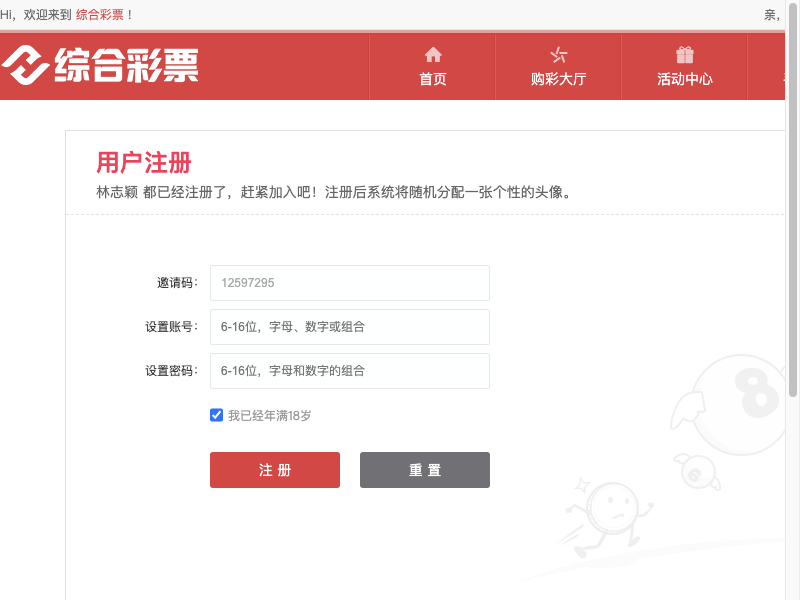 Hi，欢迎来到 综合彩票 ！
亲,
综合彩票
首页
购彩大厅
活动中心
用户注册
林志颖 都已经注册了，赶紧加入吧！注册后系统将随机分配一张个性的头像。
邀请码：
12597295
设置账号：
6-16位，字母、数字或组合
设置密码：
6-16位，字母和数字的组合
我已经年满18岁
注 册
重 置
8
6